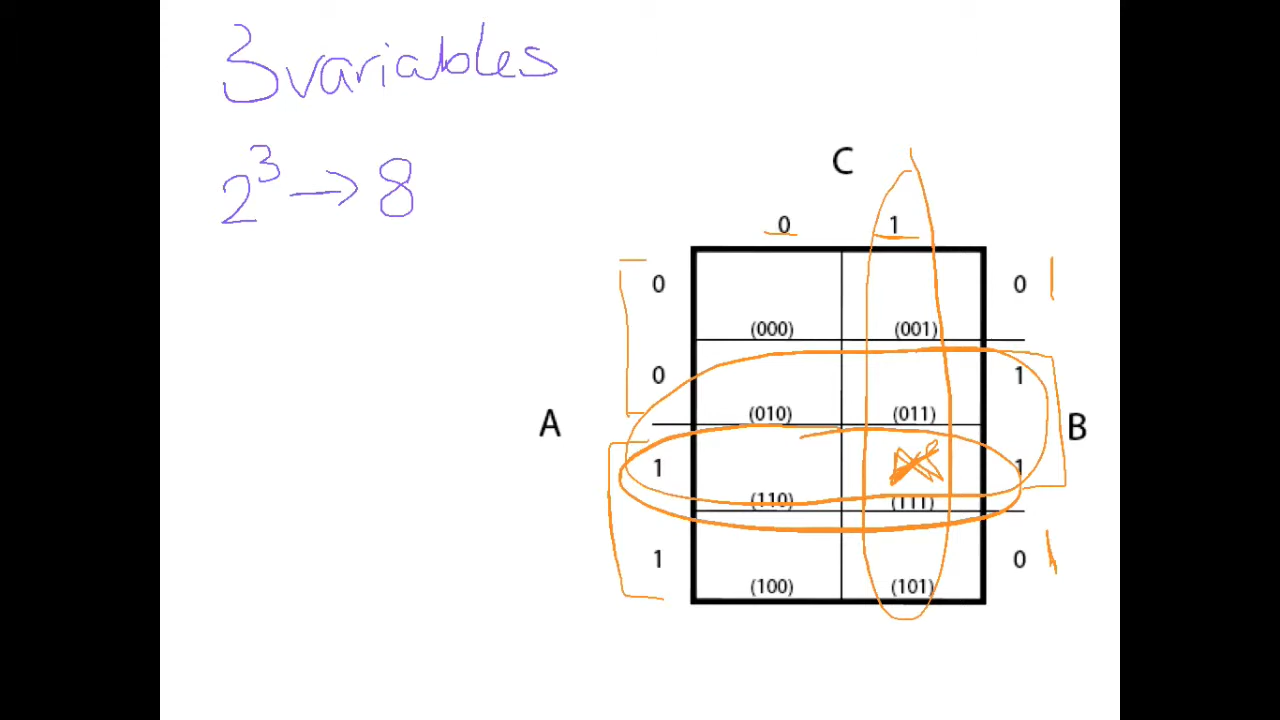 3 variables
2³ → 8
C
0 1
0 0
(000) (001)
0 1
(010) (011)
A B
1 1
(110) (111)
1 0
(100) (101)